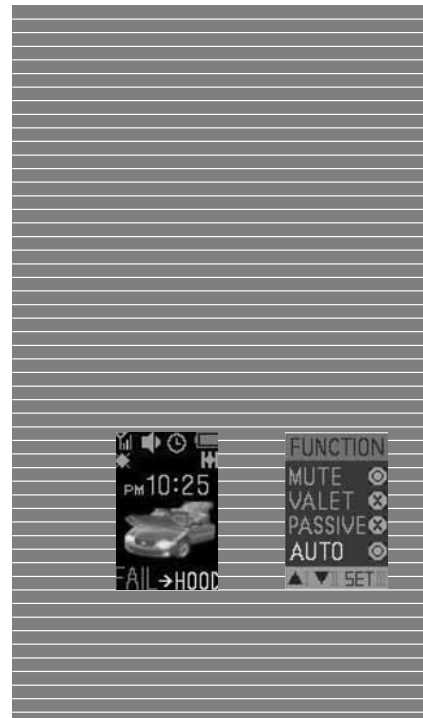 PM10:25
FAIL→HOOD
FUNCTION
MUTE
VALET
PASSIVE
AUTO
▲ ▼ SET